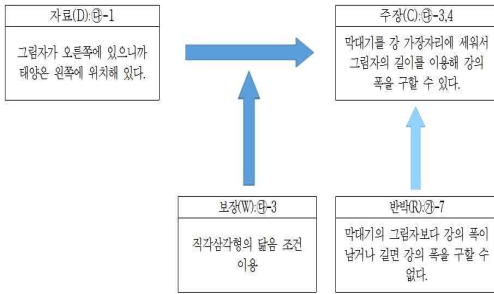 자료(D):㉰-1
그림자가 오른쪽에 있으니까
태양은 왼쪽에 위치해 있다.
주장(C):㉰-3,4
막대기를 강 가장자리에 세워서
그림자의 길이를 이용해 강의
폭을 구할 수 있다.
보장(W):㉰-3
직각삼각형의 닮음 조건
이용
반박(R):㉮-7
막대기의 그림자보다 강의 폭이
남거나 길면 강의 폭을 구할 수
없다.